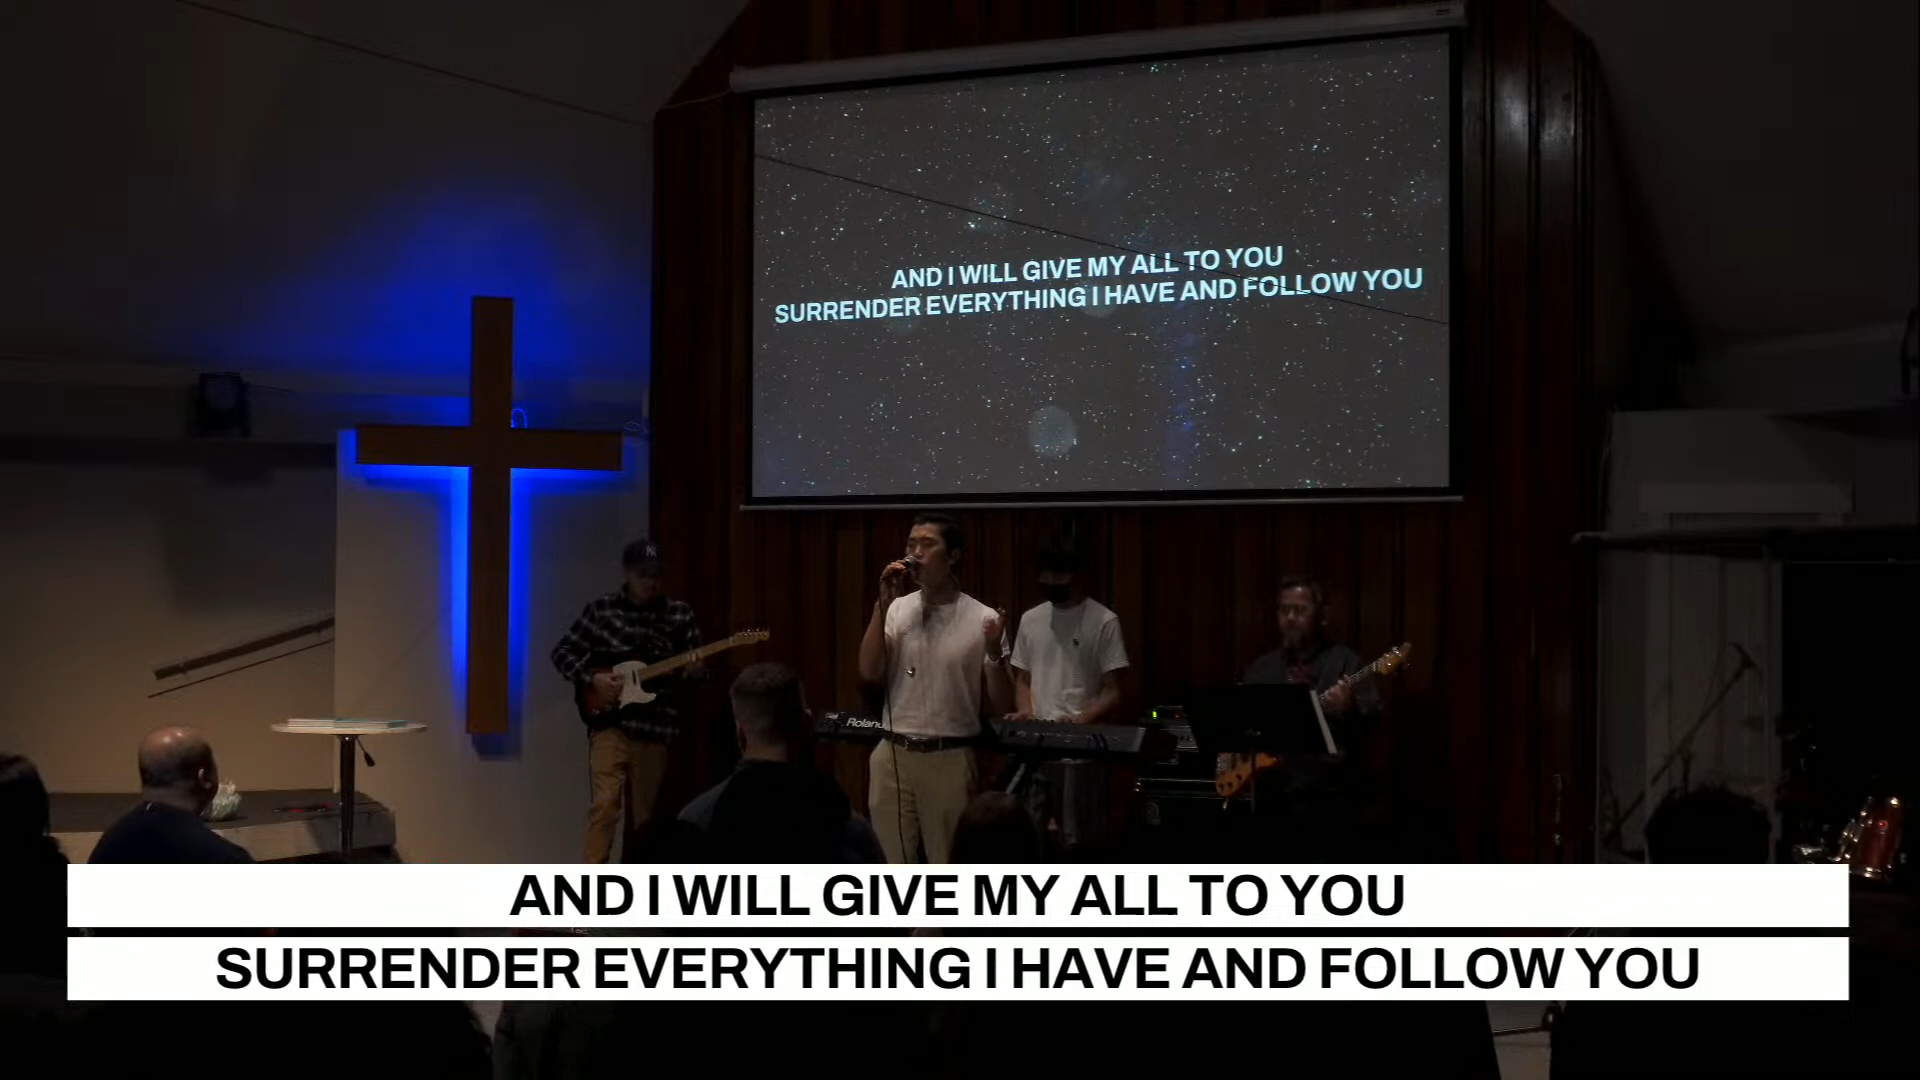 AND I WILL GIVE MY ALL TO YOU
SURRENDER EVERYTHING I HAVE AND FOLLOW YOU
NY
Roland
AND I WILL GIVE MY ALL TO YOU
SURRENDER EVERYTHING I HAVE AND FOLLOW YOU